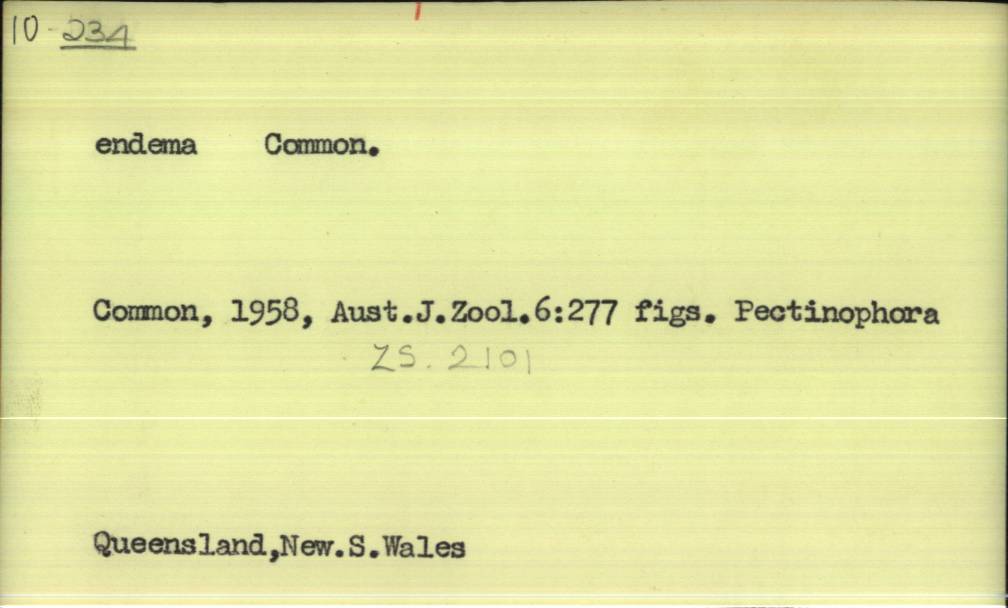 10-234
endema Common.
Common, 1958, Aust.J.Zool.6:277 figs. Pectinophora
ZS. 2101
Queensland,New.S.Wales